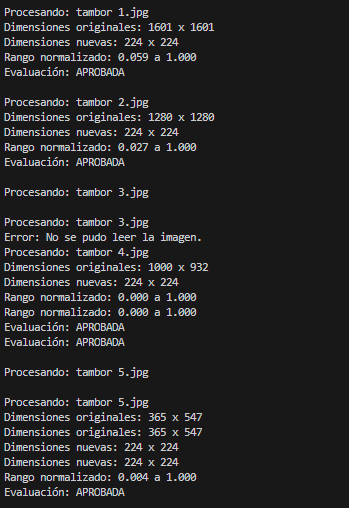 Procesando: tambor 1.jpg
Dimensiones originales: 1601 x 1601
Dimensiones nuevas: 224 x 224
Rango normalizado: 0.059 a 1.000
Evaluación: APROBADA

Procesando: tambor 2.jpg
Dimensiones originales: 1280 x 1280
Dimensiones nuevas: 224 x 224
Rango normalizado: 0.027 a 1.000
Evaluación: APROBADA

Procesando: tambor 3.jpg

Procesando: tambor 3.jpg
Error: No se pudo leer la imagen.
Procesando: tambor 4.jpg
Dimensiones originales: 1000 x 932
Dimensiones nuevas: 224 x 224
Rango normalizado: 0.000 a 1.000
Rango normalizado: 0.000 a 1.000
Evaluación: APROBADA
Evaluación: APROBADA

Procesando: tambor 5.jpg

Procesando: tambor 5.jpg
Dimensiones originales: 365 x 547
Dimensiones originales: 365 x 547
Dimensiones nuevas: 224 x 224
Dimensiones nuevas: 224 x 224
Rango normalizado: 0.004 a 1.000
Evaluación: APROBADA